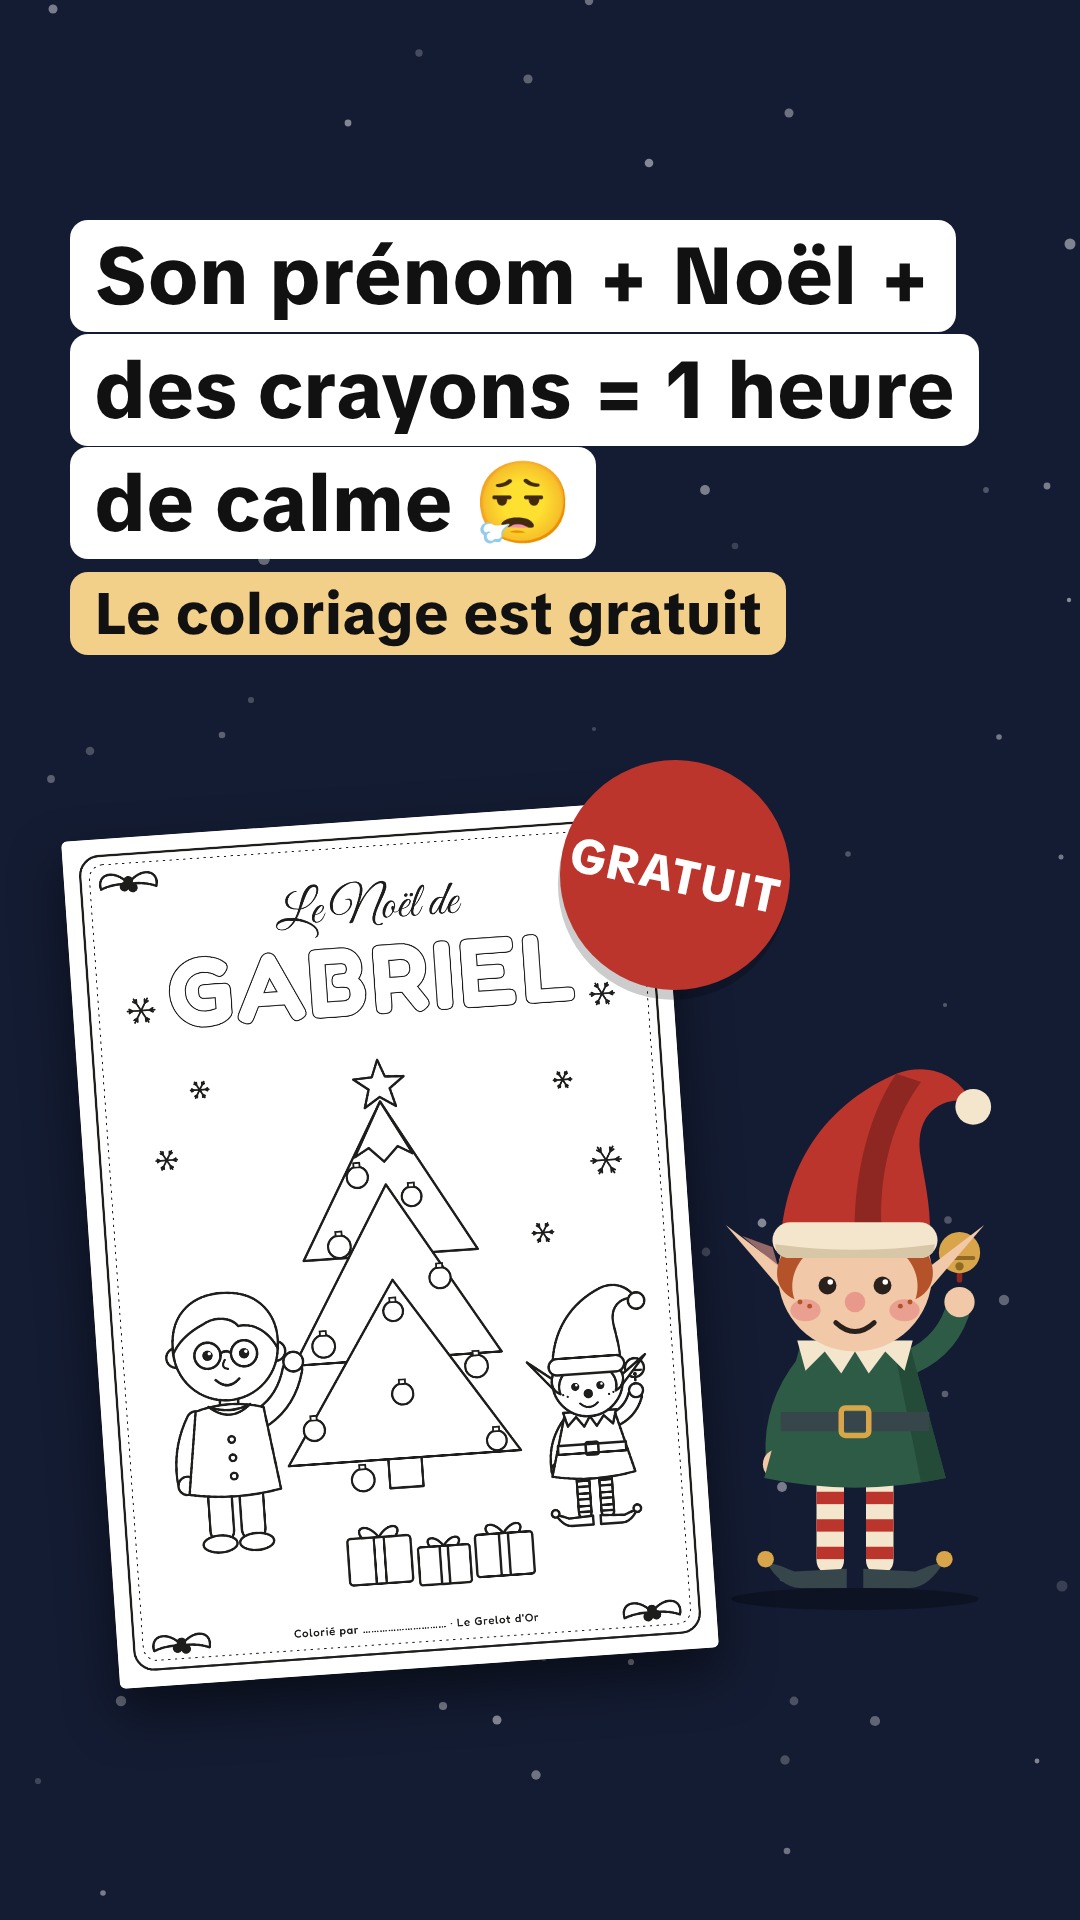 Son prénom + Noël +
des crayons = 1 heure
de calme 😮‍💨
Le coloriage est gratuit
GRATUIT
Le Noël de
GABRIEL
Colorié par .............................. · Le Grelot d'Or